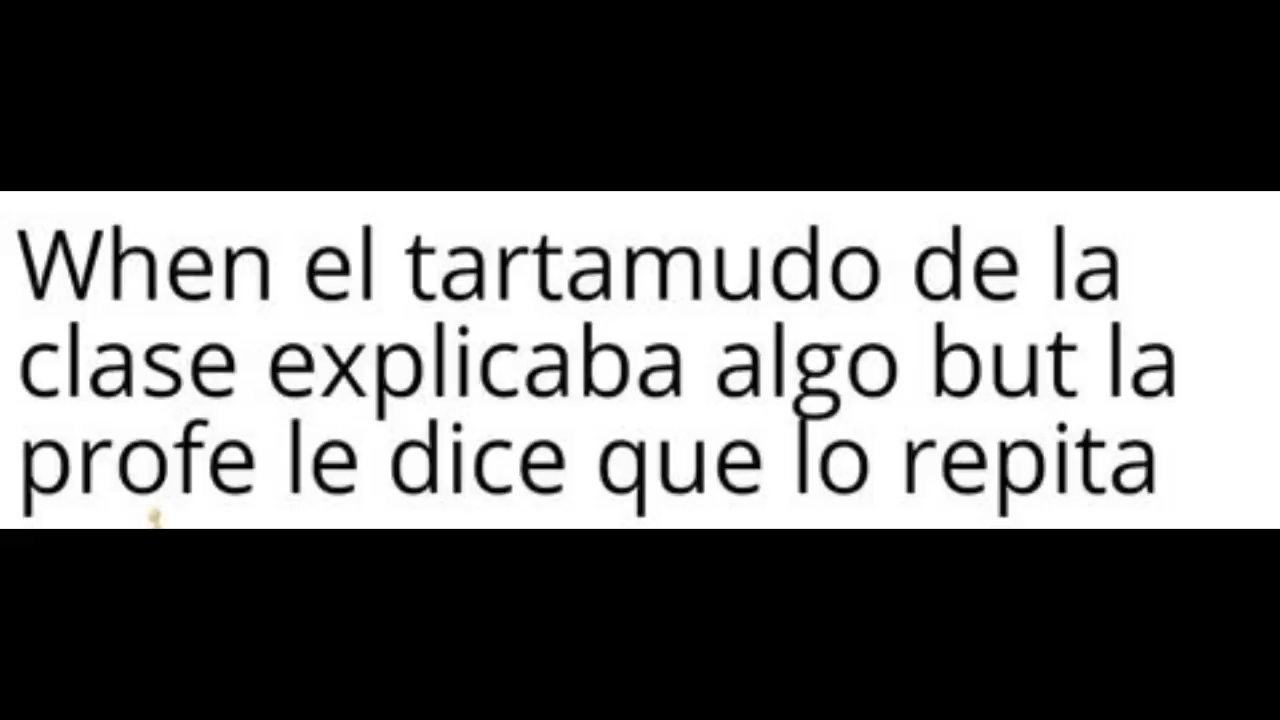 When el tartamudo de la
clase explicaba algo but la
profe le dice que lo repita